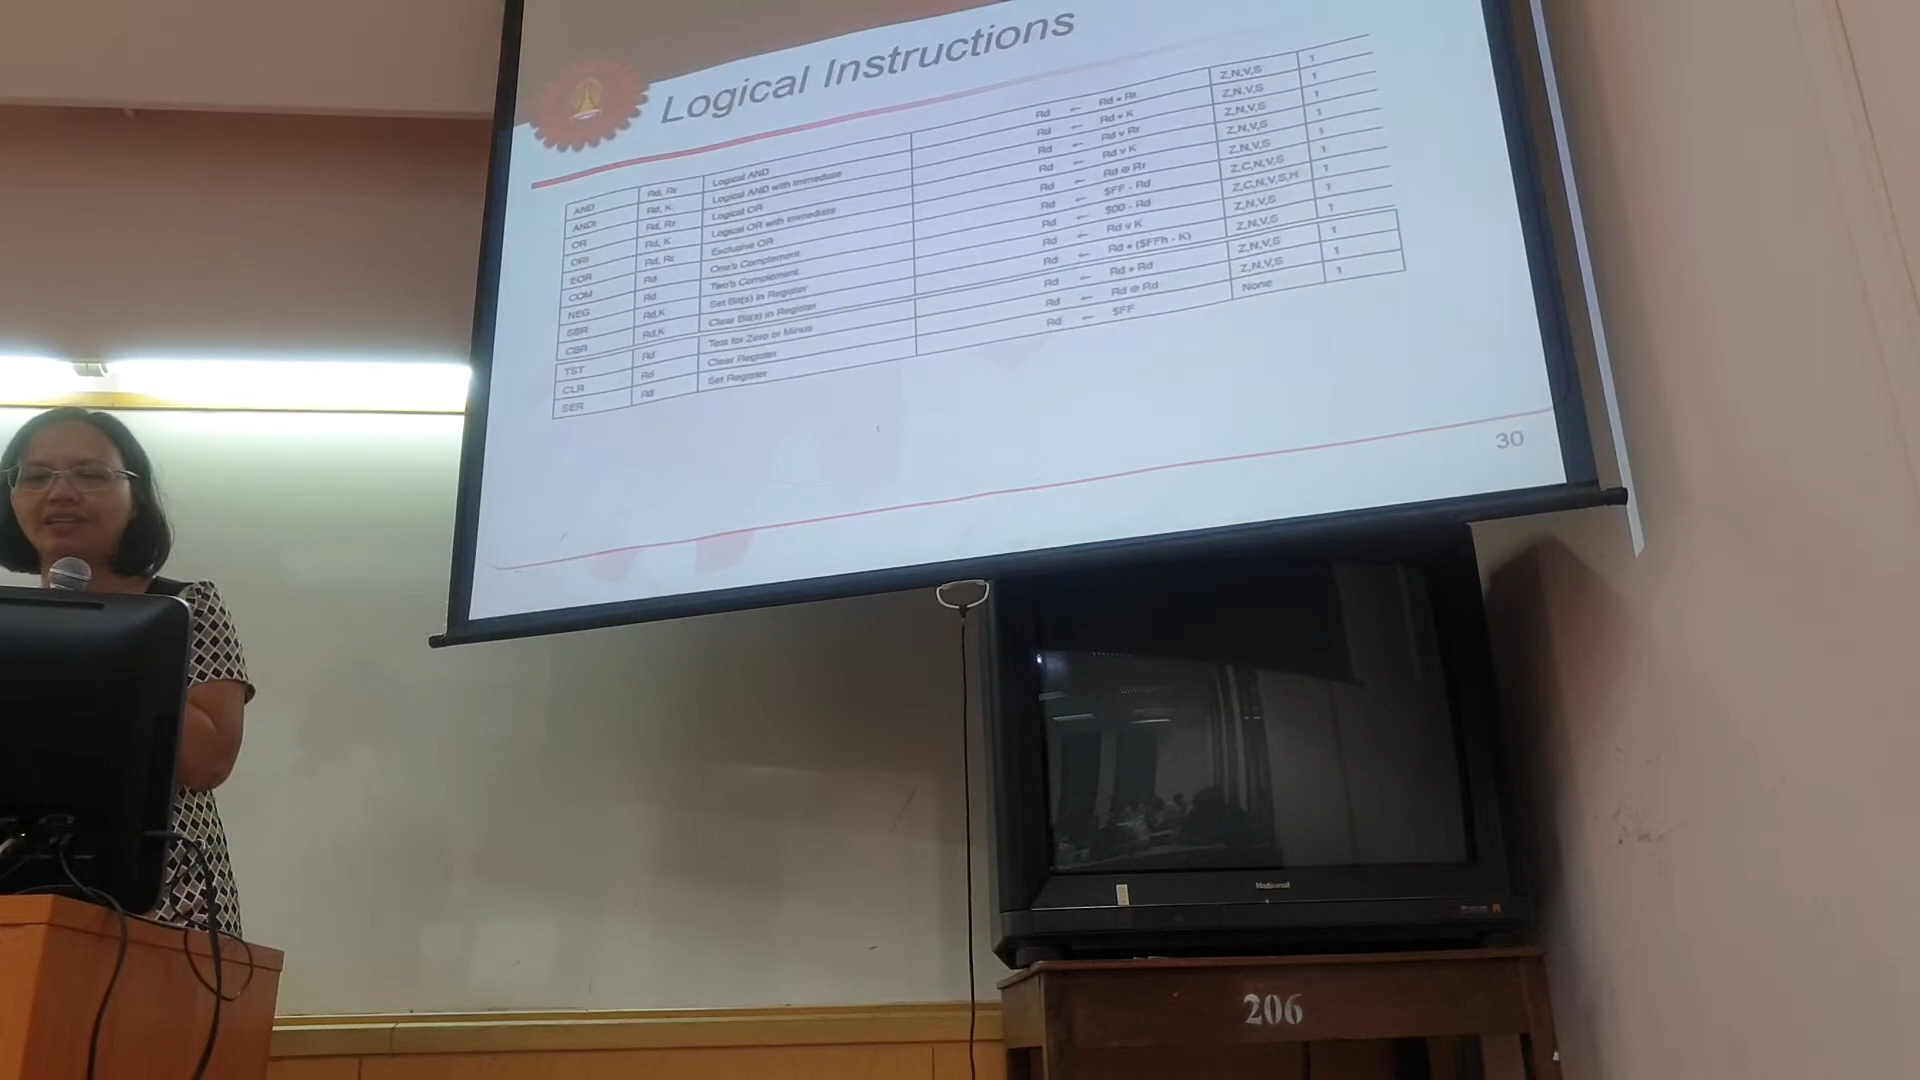 Logical Instructions
AND Rd, Rr Logical AND Rd ← Rd • Rr Z,N,V,S 1
ANDI Rd, K Logical AND with Immediate Rd ← Rd • K Z,N,V,S 1
OR Rd, Rr Logical OR Rd ← Rd v Rr Z,N,V,S 1
ORI Rd, K Logical OR with Immediate Rd ← Rd v K Z,N,V,S 1
EOR Rd, Rr Exclusive OR Rd ← Rd ⊕ Rr Z,N,V,S 1
COM Rd One's Complement Rd ← $FF - Rd Z,C,N,V,S 1
NEG Rd Two's Complement Rd ← $00 - Rd Z,C,N,V,S,H 1
SBR Rd,K Set Bit(s) in Register Rd ← Rd v K Z,N,V,S 1
CBR Rd,K Clear Bit(s) in Register Rd ← Rd • ($FFh - K) Z,N,V,S 1
TST Rd Test for Zero or Minus Rd ← Rd • Rd Z,N,V,S 1
CLR Rd Clear Register Rd ← Rd ⊕ Rd Z,N,V,S 1
SER Rd Set Register Rd ← $FF None 1
30
National
206